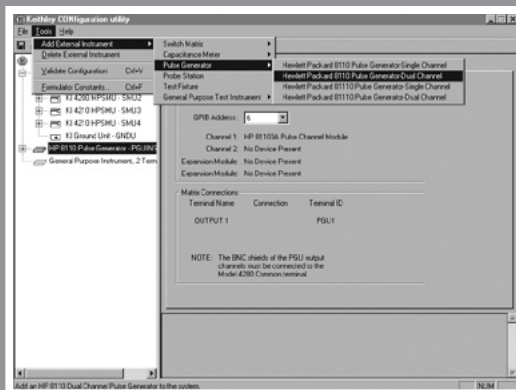 Keithley CONfiguration utility
File Tools Help
Add External Instrument
Delete External Instrument
Validate Configuration Ctrl+V
Formulator Constants... Ctrl+F
Switch Matrix
Capacitance Meter
Pulse Generator
Probe Station
Test Fixture
General Purpose Test Instrument
Hewlett Packard 8110 Pulse Generator-Single Channel
Hewlett Packard 8110 Pulse Generator-Dual Channel
Hewlett Packard 81110 Pulse Generator-Single Channel
Hewlett Packard 81110 Pulse Generator-Dual Channel
KI 4200 HPSMU - SMU2
KI 4210 HPSMU - SMU3
KI 4210 HPSMU - SMU4
KI Ground Unit - GNDU
HP 8110 Pulse Generator - PGU
General Purpose Instrument, 2 Term
GPIB Address: 6
Channel 1: HP 81103A Pulse Channel Module
Channel 2: No Device Present
Expansion Module: No Device Present
Expansion Module: No Device Present
Matrix Connections
Terminal Name Connection Terminal ID
OUTPUT 1 PGU1
NOTE: The BNC shields of the PGU output
channels must be connected to the
Model 4200 Common terminal
Add an HP 8110 Dual Channel Pulse Generator to the system.
NUM